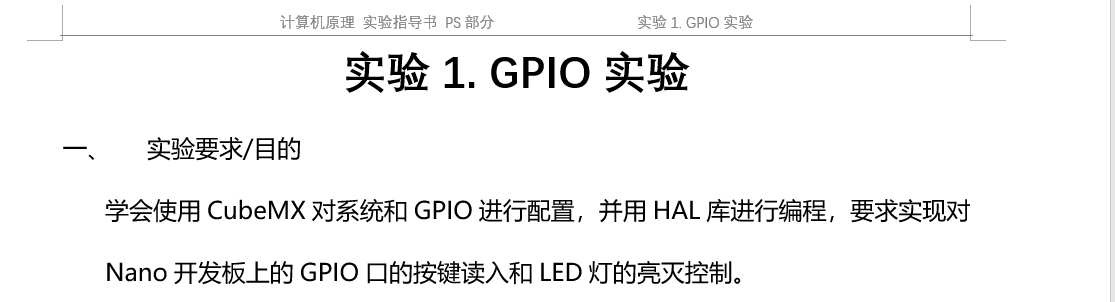 计算机原理 实验指导书 PS 部分 实验 1. GPIO 实验
实验 1. GPIO 实验
一、 实验要求/目的
学会使用 CubeMX 对系统和 GPIO 进行配置，并用 HAL 库进行编程，要求实现对
Nano 开发板上的 GPIO 口的按键读入和 LED 灯的亮灭控制。